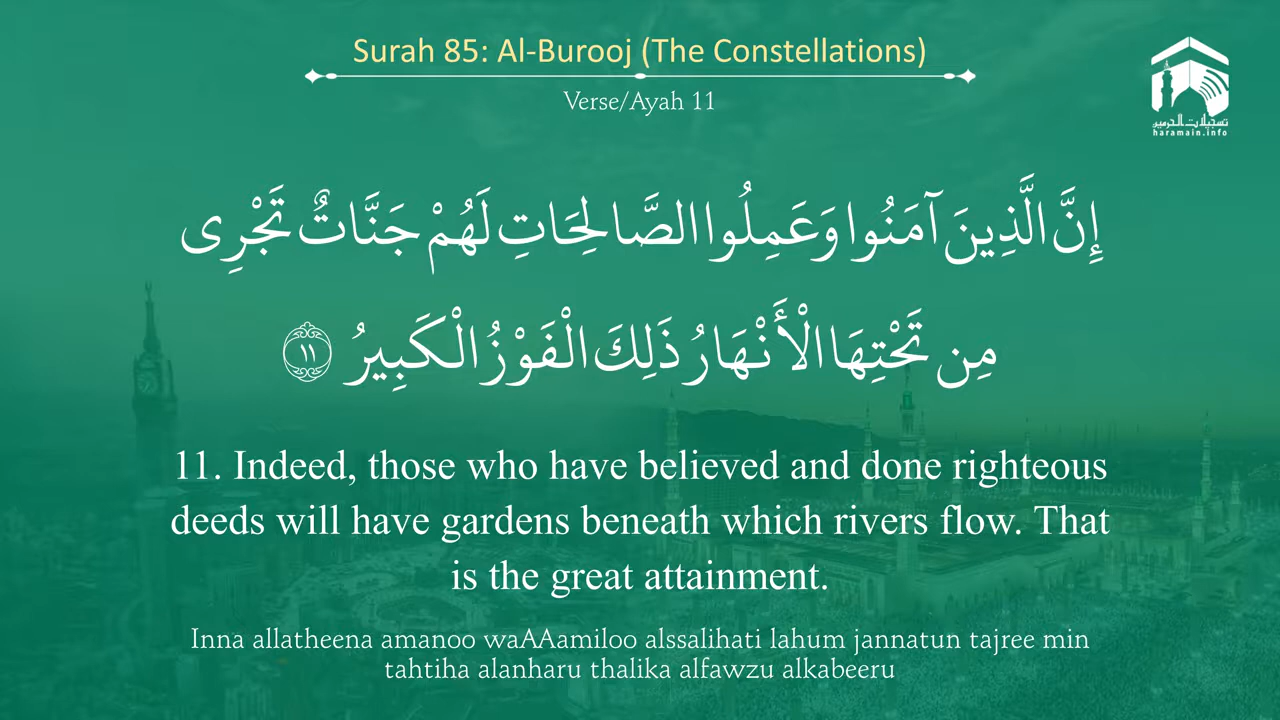 Surah 85: Al-Burooj (The Constellations)
Verse/Ayah 11
تسجيلات الحرمين
haramain.info
إِنَّ الَّذِينَ آمَنُوا وَعَمِلُوا الصَّالِحَاتِ لَهُمْ جَنَّاتٌ تَجْرِى
مِن تَحْتِهَا الْأَنْهَارُ ذَلِكَ الْفَوْزُ الْكَبِيرُ ١١
11. Indeed, those who have believed and done righteous
deeds will have gardens beneath which rivers flow. That
is the great attainment.
Inna allatheena amanoo waAAamiloo alssalihati lahum jannatun tajree min
tahtiha alanharu thalika alfawzu alkabeeru